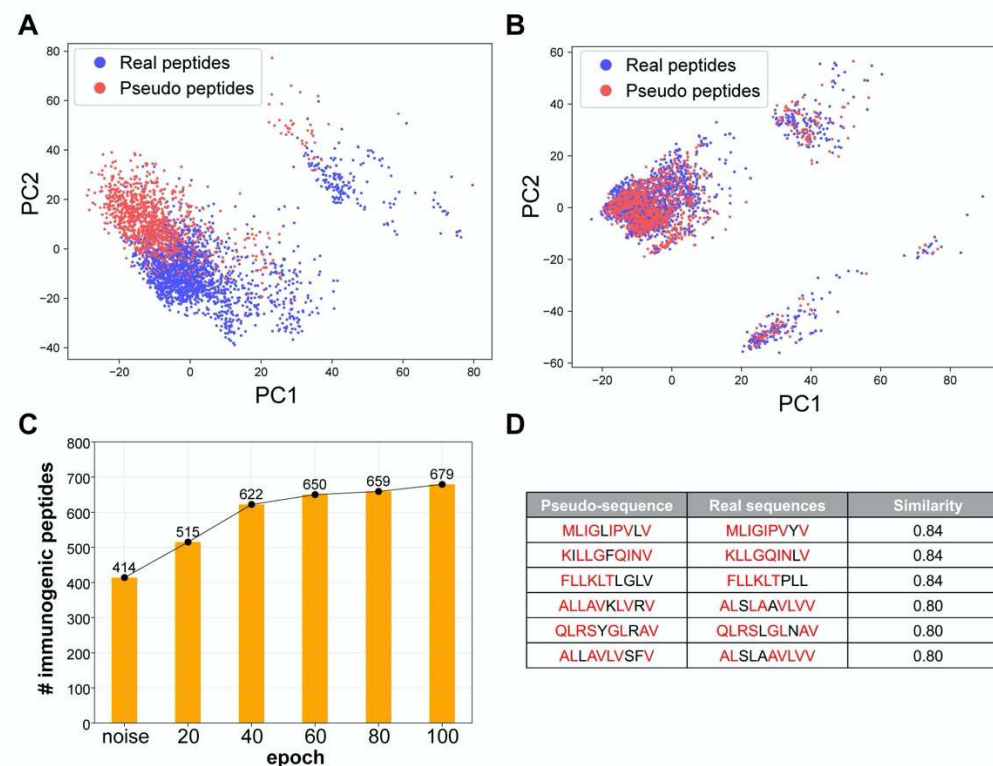 A
Real peptides
Pseudo peptides
80
60
40
20
0
−20
−40
PC2
−20 0 20 40 60 80
PC1
B
Real peptides
Pseudo peptides
60
40
20
0
−20
−40
−60
PC2
−20 0 20 40 60 80
PC1
C
800
700
600
500
400
300
200
100
0
# immunogenic peptides
414 515 622 650 659 679
noise 20 40 60 80 100
epoch
D
Pseudo-sequence Real sequences Similarity
MLIGLIPVLV MLIGIPVYV 0.84
KILLGFQINV KLLGQINLV 0.84
FLLKLTLGLV FLLKLTPLL 0.84
ALLAVKLVRV ALSLAAVLVV 0.80
QLRSYGLRAV QLRSLGLNAV 0.80
ALLAVLVSFV ALSLAAVLVV 0.80